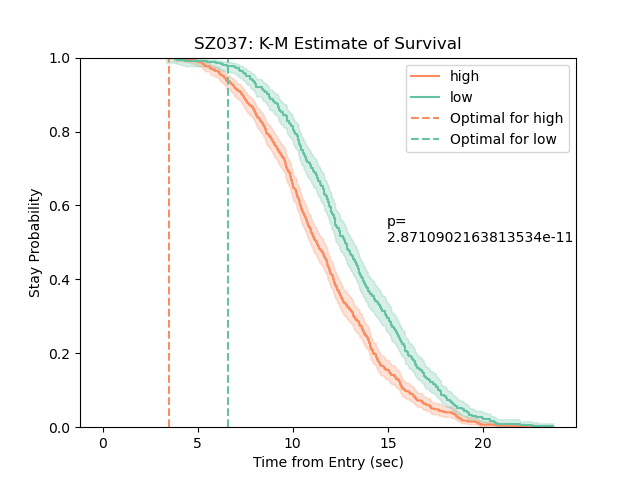 SZ037: K-M Estimate of Survival
1.0
0.8
0.6
0.4
0.2
0.0
Stay Probability
high
low
Optimal for high
Optimal for low
p=
2.8710902163813534e-11
0
5
10
15
20
Time from Entry (sec)